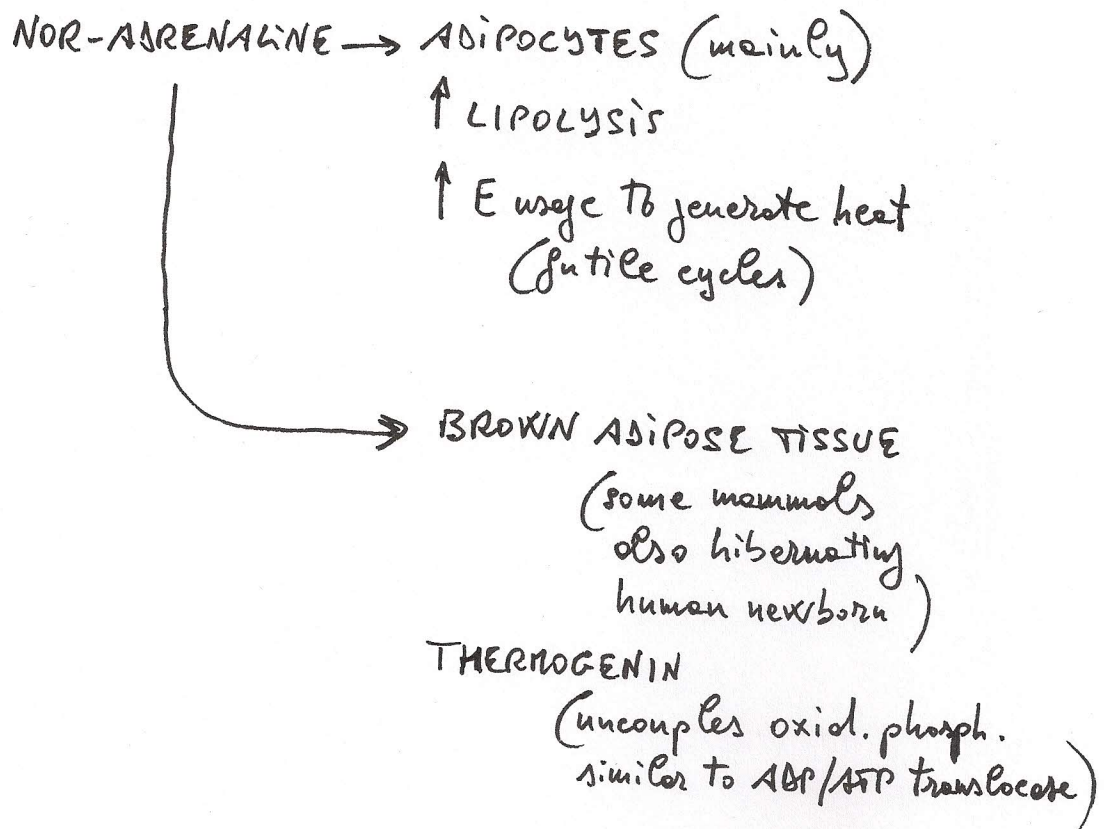 NOR-ADRENALINE → ADIPOCYTES (mainly)
↑ LIPOLYSIS
↑ E usage to generate heat
(futile cycles)
BROWN ADIPOSE TISSUE
(some mammals
also hibernating
human newborn)
THERMOGENIN
(uncouples oxid. phosph.
similar to ADP/ATP translocase)